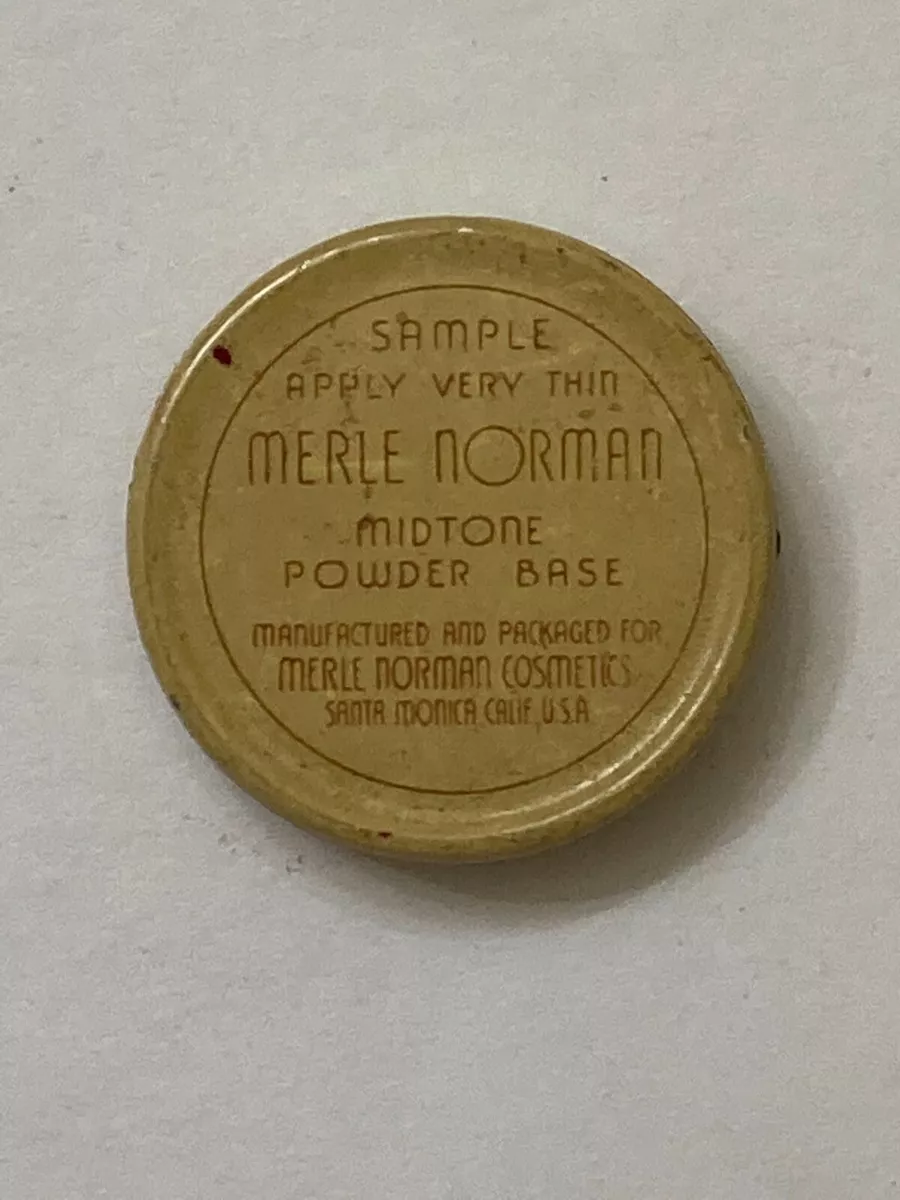 SAMPLE
APPLY VERY THIN
MERLE NORMAN
MIDTONE
POWDER BASE
MANUFACTURED AND PACKAGED FOR
MERLE NORMAN COSMETICS
SANTA MONICA CALIF. U.S.A